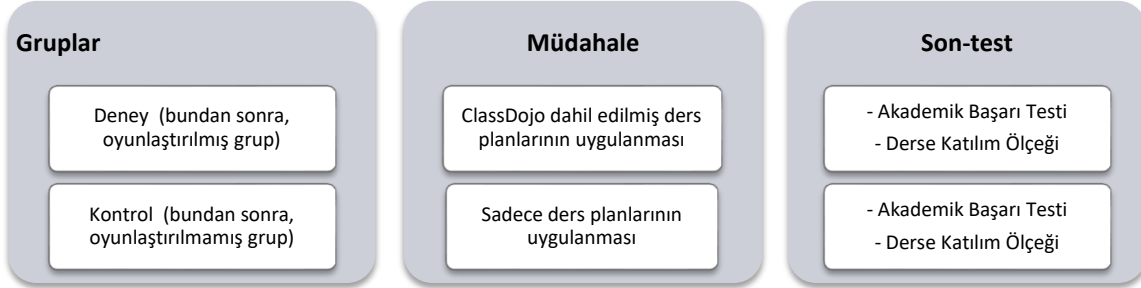 Gruplar
Deney  (bundan sonra,
oyunlaştırılmış grup)
Kontrol  (bundan sonra,
oyunlaştırılmamış grup)
Müdahale
ClassDojo dahil edilmiş ders
planlarının uygulanması
Sadece ders planlarının
uygulanması
Son-test
- Akademik Başarı Testi
- Derse Katılım Ölçeği
- Akademik Başarı Testi
- Derse Katılım Ölçeği